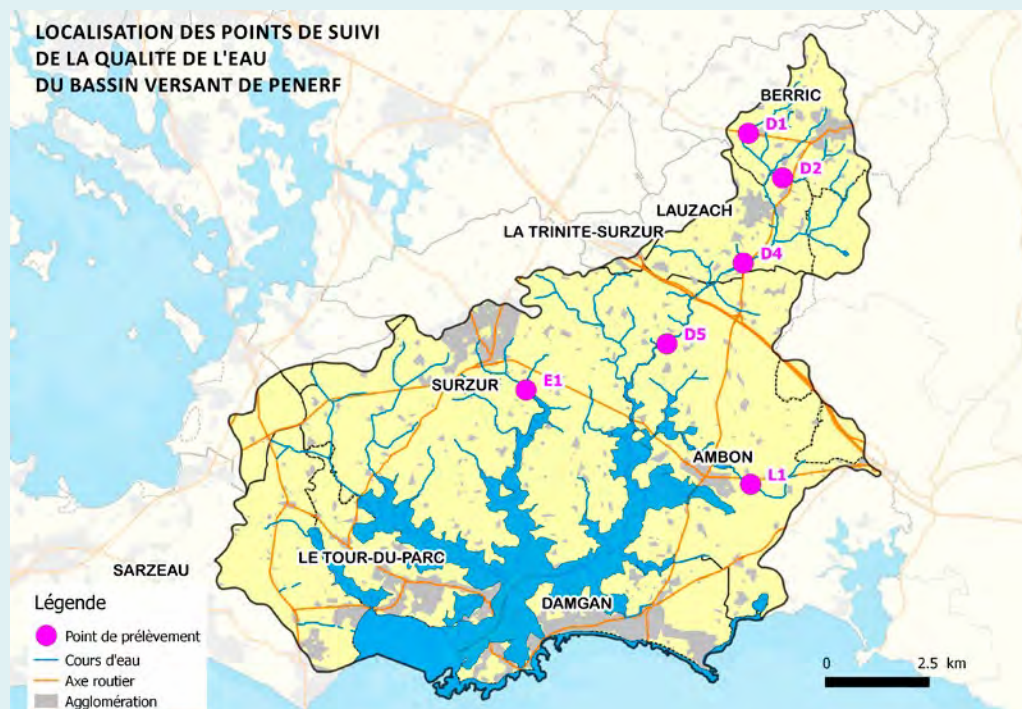 LOCALISATION DES POINTS DE SUIVI
DE LA QUALITE DE L'EAU
DU BASSIN VERSANT DE PENERF
BERRIC
D1
D2
LAUZACH
LA TRINITE-SURZUR
D4
D5
SURZUR
E1
AMBON
L1
LE TOUR-DU-PARC
SARZEAU
DAMGAN
Légende
Point de prélèvement
Cours d'eau
Axe routier
Agglomération
0 2.5 km